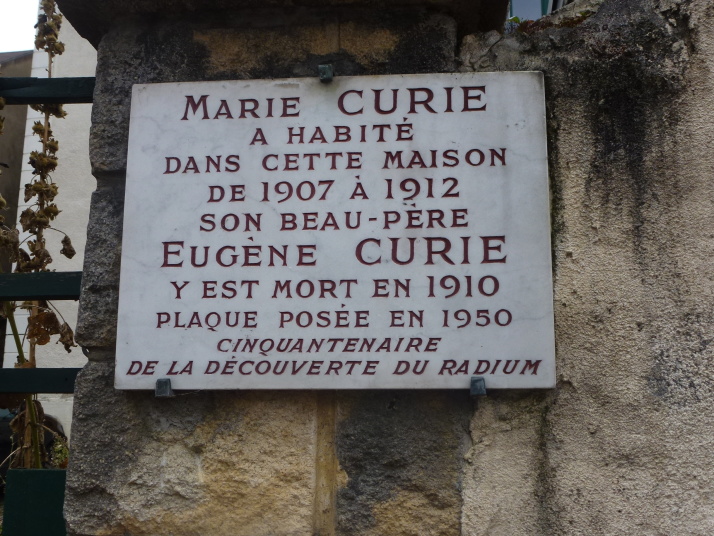 MARIE CURIE
A HABITÉ
DANS CETTE MAISON
DE 1907 À 1912
SON BEAU-PÈRE
EUGÈNE CURIE
Y EST MORT EN 1910
PLAQUE POSÉE EN 1950
CINQUANTENAIRE
DE LA DÉCOUVERTE DU RADIUM